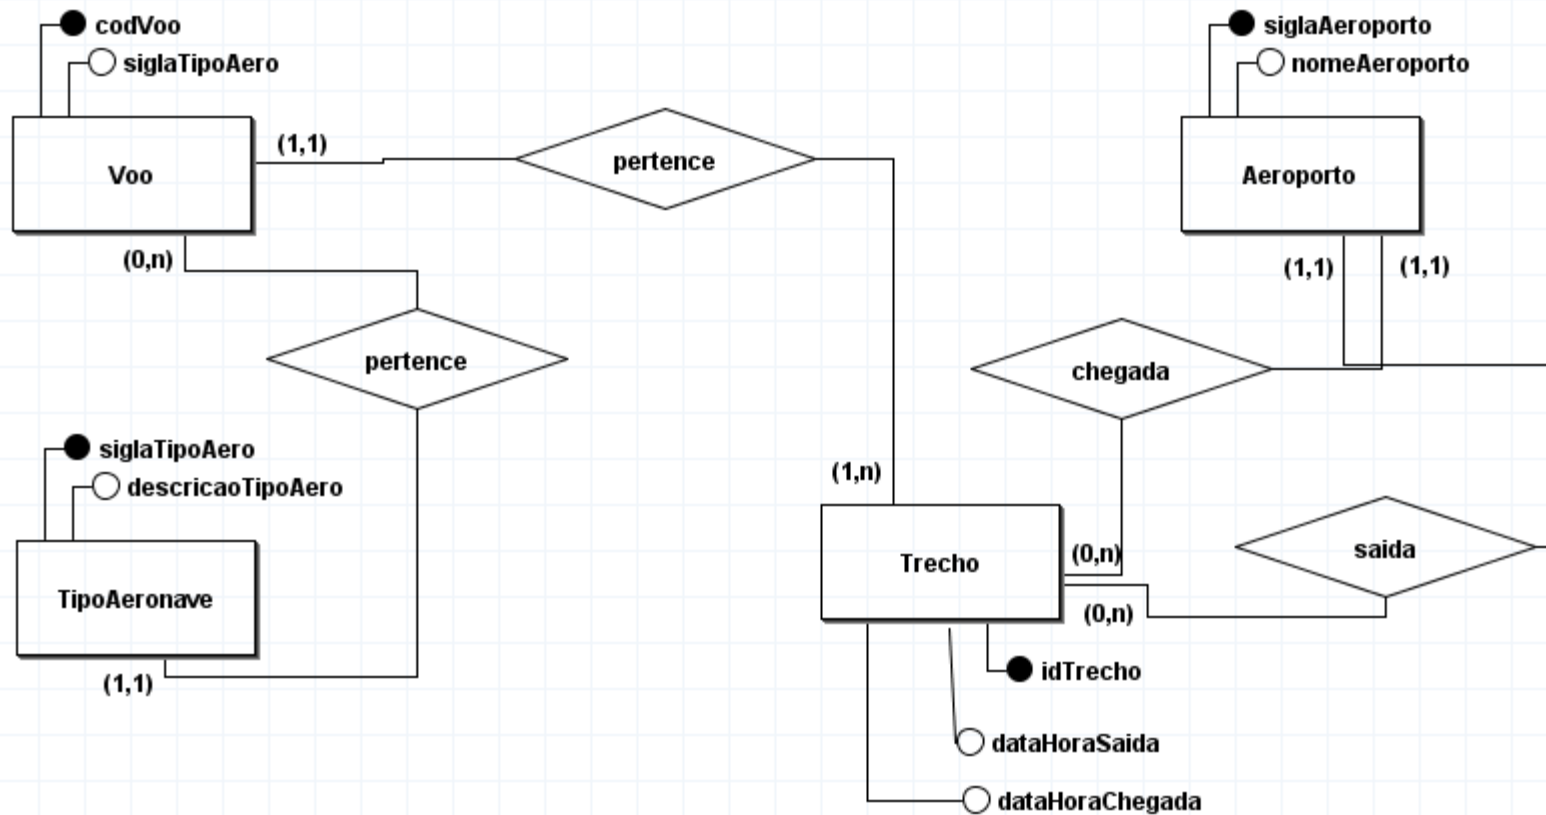 codVoo
siglaTipoAero
Voo
(1,1)
(0,n)
pertence
pertence
siglaTipoAero
descricaoTipoAero
TipoAeronave
(1,1)
siglaAeroporto
nomeAeroporto
Aeroporto
(1,1)
(1,1)
chegada
(1,n)
Trecho
(0,n)
(0,n)
saida
idTrecho
dataHoraSaida
dataHoraChegada